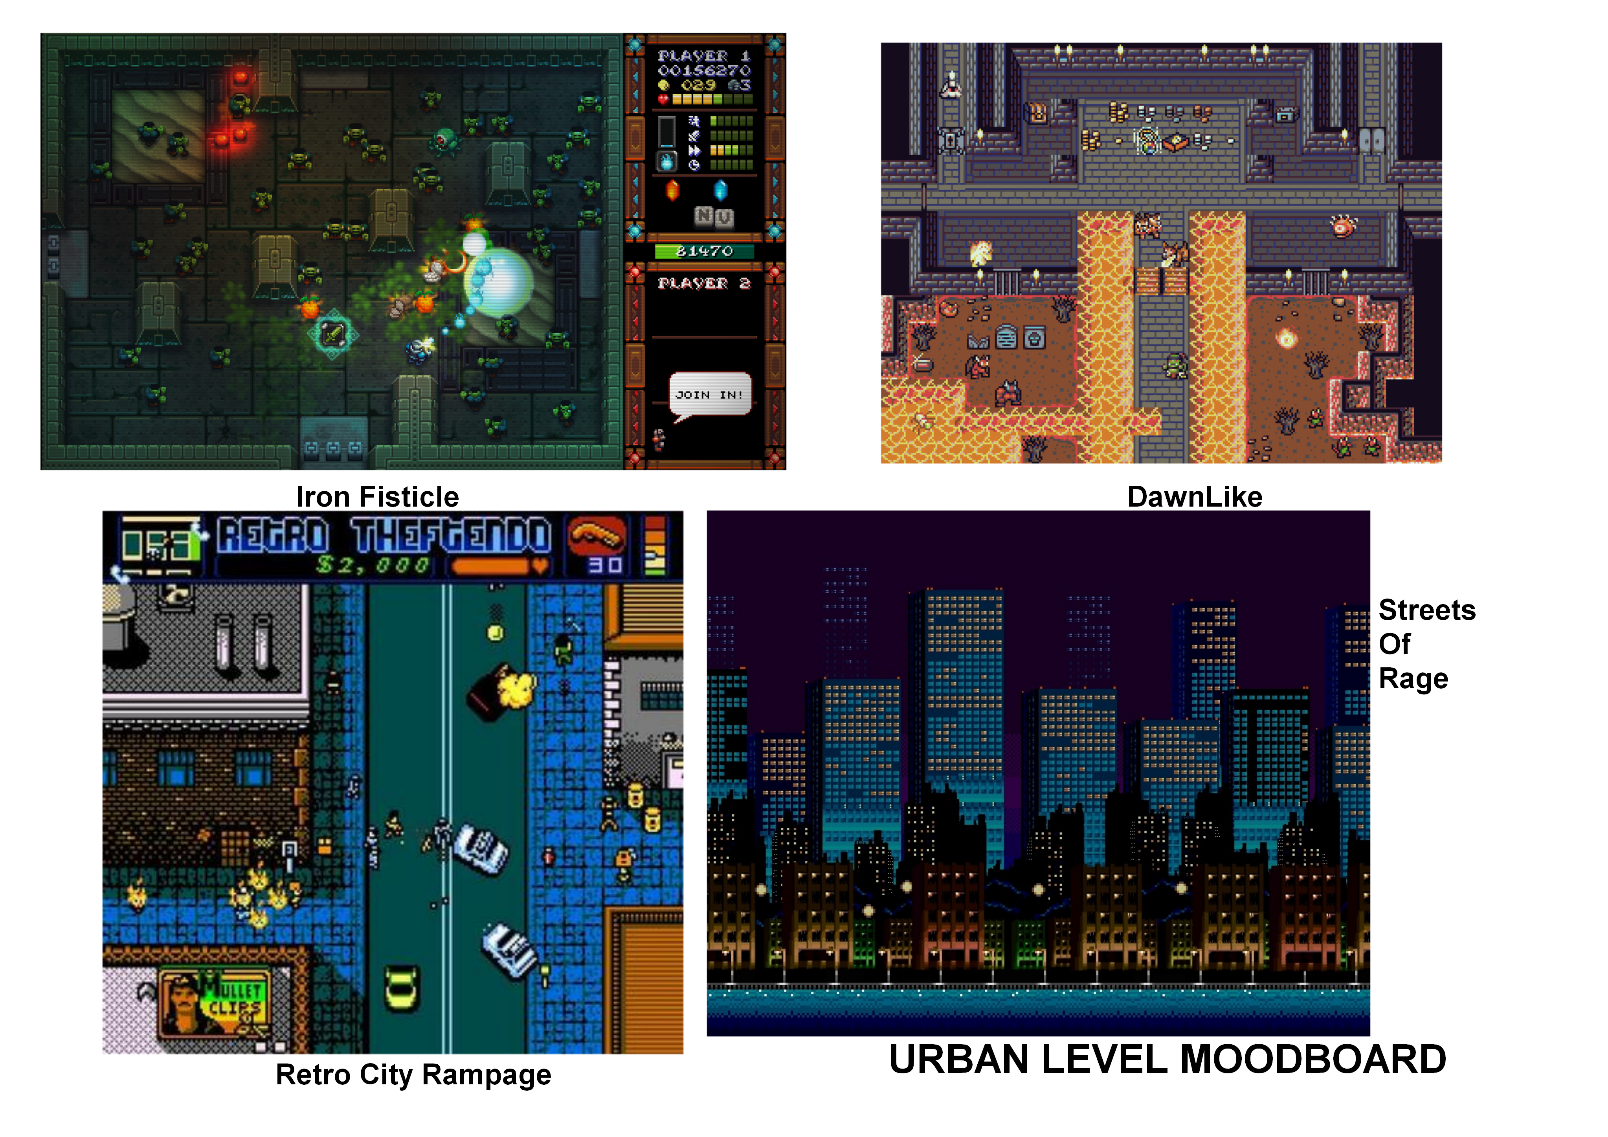 PLAYER 1
00156270
029 3
N U
81470
PLAYER 2
JOIN IN!
Iron Fisticle
DawnLike
RETRO THEFTENDO
$2,000
30
MULLET
CLIPS
Retro City Rampage
Streets
Of
Rage
URBAN LEVEL MOODBOARD